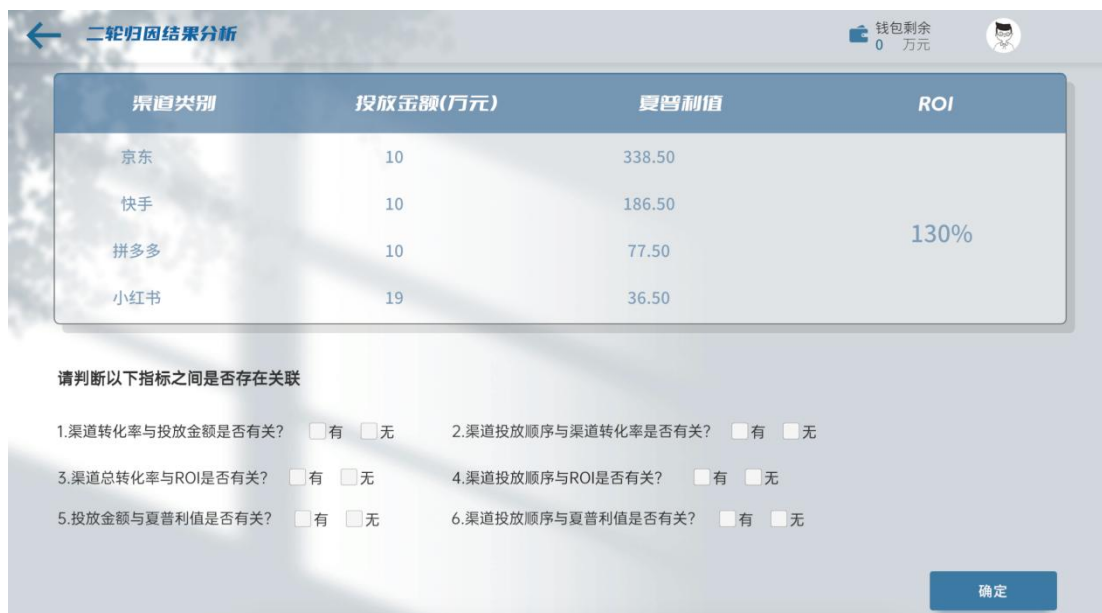 二轮归因结果分析
钱包剩余
0 万元
渠道类别 投放金额(万元) 夏普利值 ROI
京东 10 338.50
快手 10 186.50
130%
拼多多 10 77.50
小红书 19 36.50
请判断以下指标之间是否存在关联
1.渠道转化率与投放金额是否有关? 有 无 2.渠道投放顺序与渠道转化率是否有关? 有 无
3.渠道总转化率与ROI是否有关? 有 无 4.渠道投放顺序与ROI是否有关? 有 无
5.投放金额与夏普利值是否有关? 有 无 6.渠道投放顺序与夏普利值是否有关? 有 无
确定